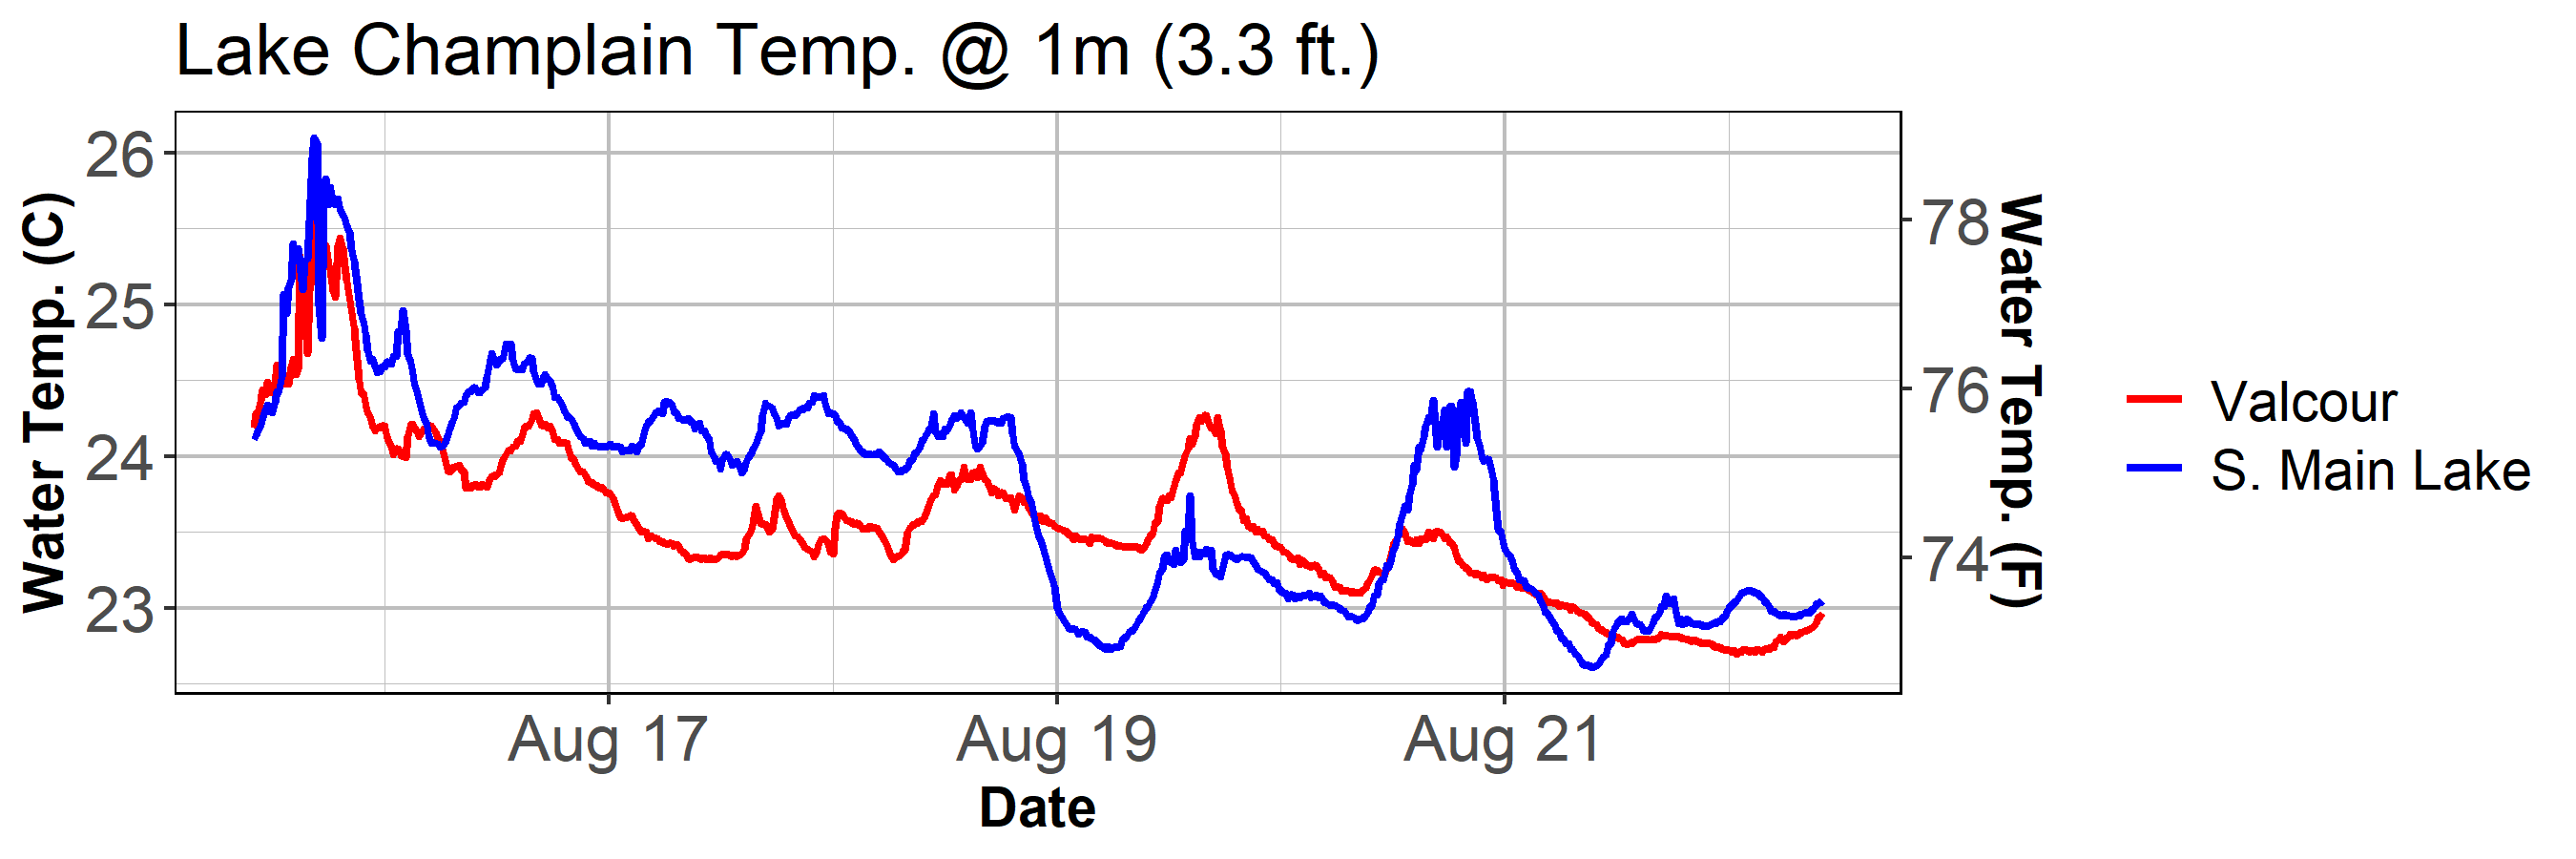 Lake Champlain Temp. @ 1m (3.3 ft.)
Water Temp. (C)
26
25
24
23
78
76
74
Water Temp. (F)
Aug 17
Aug 19
Aug 21
Date
Valcour
S. Main Lake